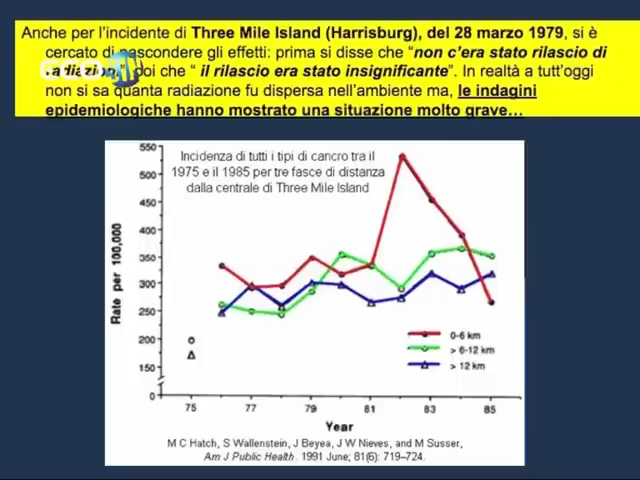 Anche per l'incidente di Three Mile Island (Harrisburg), del 28 marzo 1979, si è
cercato di nascondere gli effetti: prima si disse che “non c'era stato rilascio di
radiazioni”, poi che “ il rilascio era stato insignificante”. In realtà a tutt'oggi
non si sa quanta radiazione fu dispersa nell'ambiente ma, le indagini
epidemiologiche hanno mostrato una situazione molto grave…
Incidenza di tutti i tipi di cancro tra il
1975 e il 1985 per tre fasce di distanza
dalla centrale di Three Mile Island
Rate per 100,000
550
500
450
400
350
300
250
200
150
0
0-6 km
> 6-12 km
> 12 km
75 77 79 81 83 85
Year
M C Hatch, S Wallenstein, J Beyea, J W Nieves, and M Susser,
Am J Public Health. 1991 June; 81(6): 719–724.